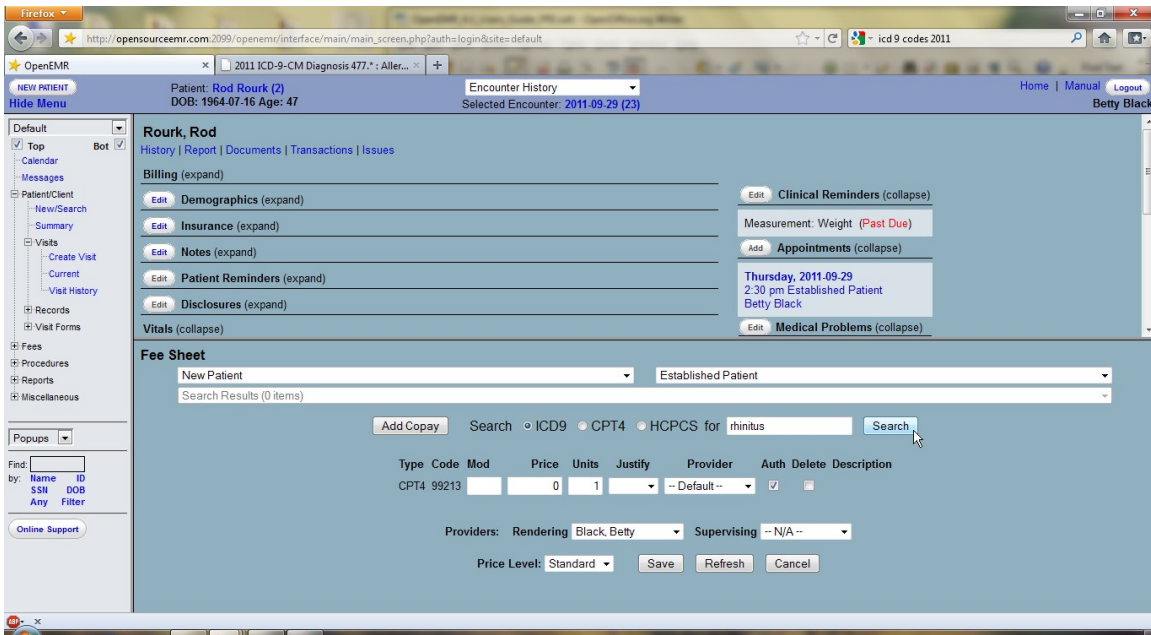 Firefox
http://opensourceemr.com:2099/openemr/interface/main/main_screen.php?auth=login&site=default
icd 9 codes 2011
OpenEMR
2011 ICD-9-CM Diagnosis 477.* : Aller...
NEW PATIENT
Hide Menu
Patient: Rod Rourk (2)
DOB: 1964-07-16 Age: 47
Encounter History
Selected Encounter: 2011-09-29 (23)
Home | Manual Logout
Betty Black
Default
Top Bot
Calendar
Messages
Patient/Client
New/Search
Summary
Visits
Create Visit
Current
Visit History
Records
Visit Forms
Fees
Procedures
Reports
Miscellaneous
Popups
Find:
by: Name ID
SSN DOB
Any Filter
Online Support
Rourk, Rod
History | Report | Documents | Transactions | Issues
Billing (expand)
Edit Demographics (expand)
Edit Insurance (expand)
Edit Notes (expand)
Edit Patient Reminders (expand)
Edit Disclosures (expand)
Vitals (collapse)
Edit Clinical Reminders (collapse)
Measurement: Weight (Past Due)
Add Appointments (collapse)
Thursday, 2011-09-29
2:30 pm Established Patient
Betty Black
Edit Medical Problems (collapse)
Fee Sheet
New Patient Established Patient
Search Results (0 items)
Add Copay Search ICD9 CPT4 HCPCS for rhinitus Search
Type Code Mod Price Units Justify Provider Auth Delete Description
CPT4 99213 0 1 -- Default --
Providers: Rendering Black, Betty Supervising -- N/A --
Price Level: Standard Save Refresh Cancel
ABP